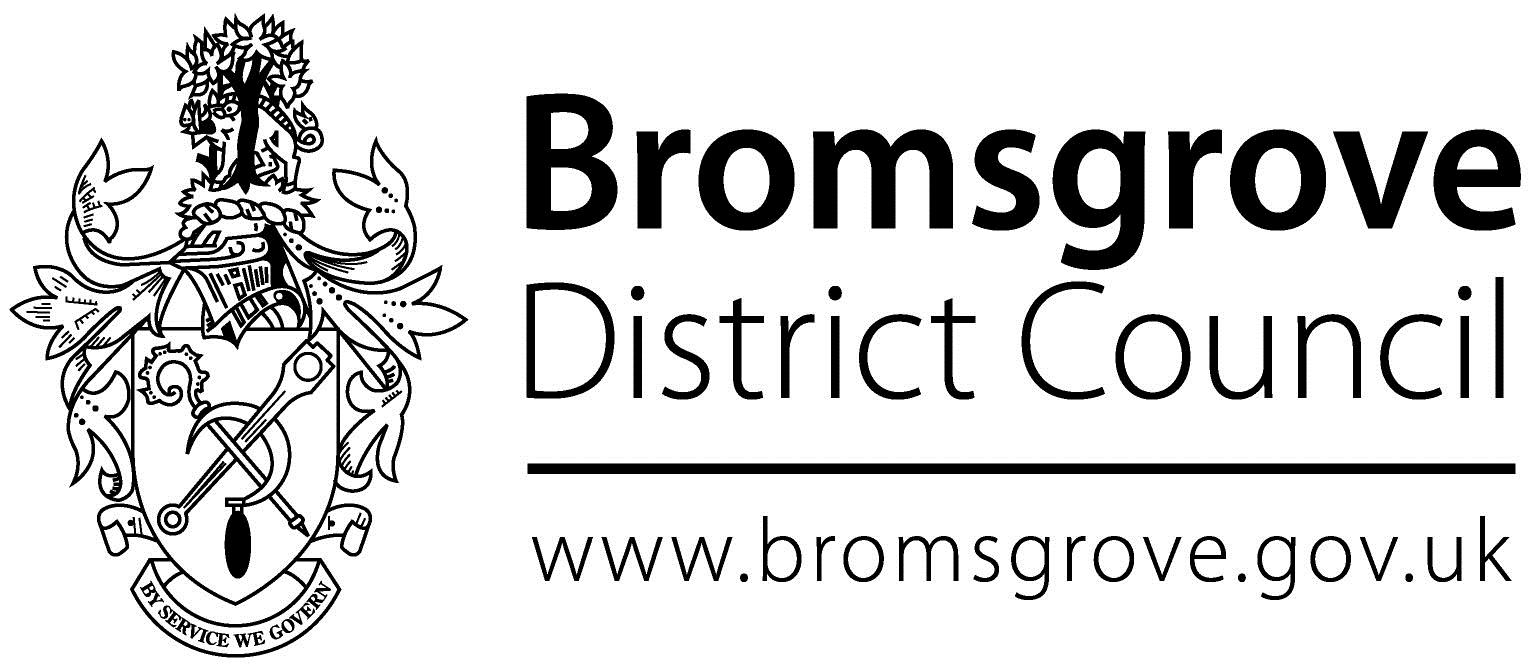 Bromsgrove
District Council
www.bromsgrove.gov.uk
BY SERVICE WE GOVERN